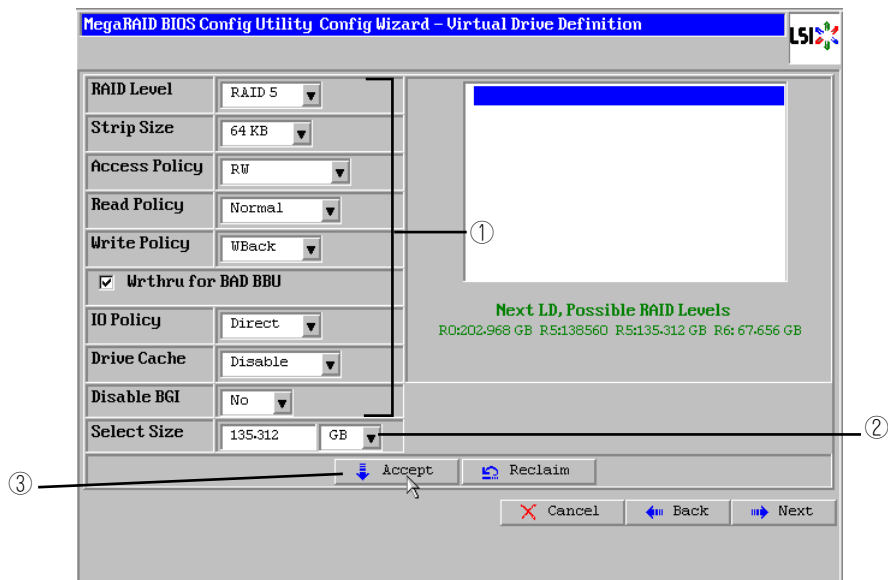 MegaRAID BIOS Config Utility Config Wizard – Virtual Drive Definition
LSI
RAID Level RAID 5
Strip Size 64 KB
Access Policy RW
Read Policy Normal
Write Policy WBack
Wrthru for BAD BBU
IO Policy Direct
Drive Cache Disable
Disable BGI No
Select Size 135.312 GB
①
Next LD, Possible RAID Levels
R0:202.968 GB R5:138560 R5:135.312 GB R6: 67.656 GB
②
③
Accept Reclaim
Cancel Back Next